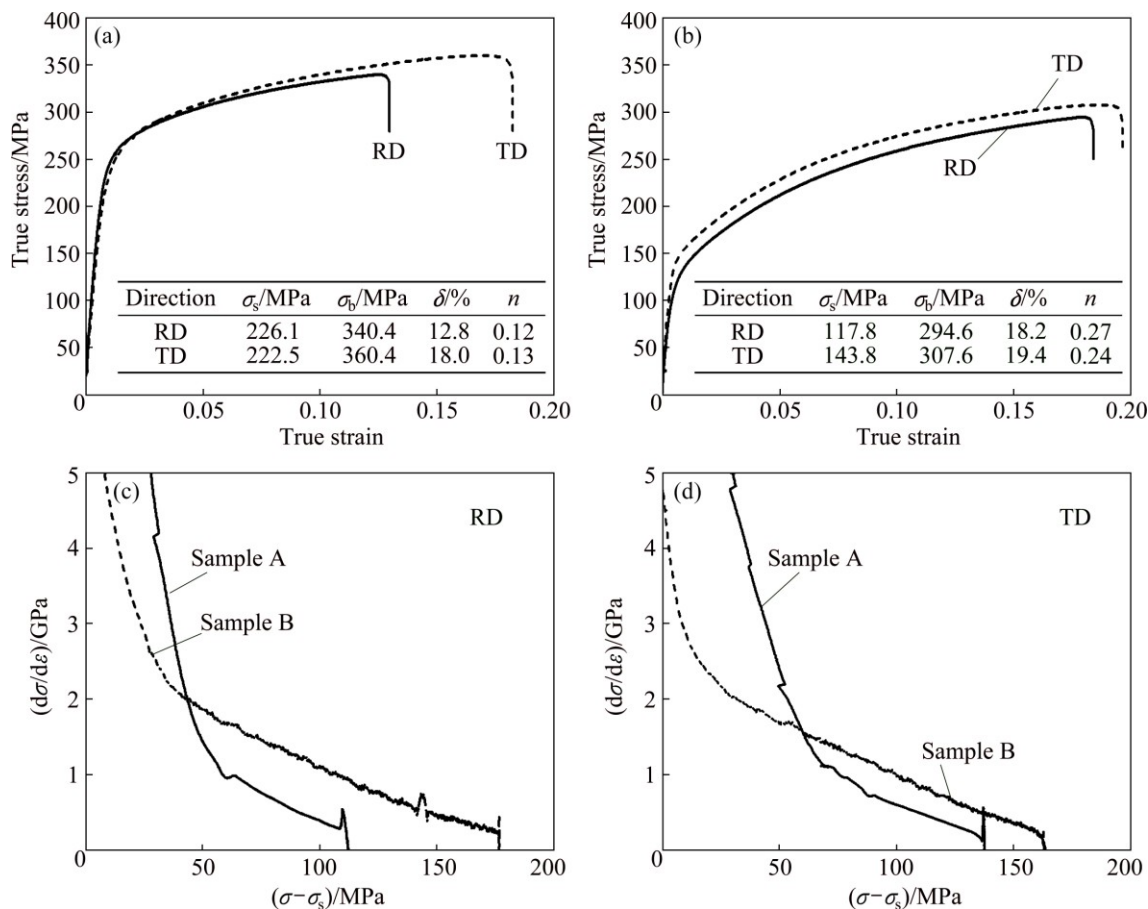 (a)
400
350
300
250
200
150
100
50
0
True stress/MPa
RD
TD
Direction σs/MPa σb/MPa δ/% n
RD 226.1 340.4 12.8 0.12
TD 222.5 360.4 18.0 0.13
0 0.05 0.10 0.15 0.20
True strain
(b)
400
350
300
250
200
150
100
50
True stress/MPa
TD
RD
Direction σs/MPa σb/MPa δ/% n
RD 117.8 294.6 18.2 0.27
TD 143.8 307.6 19.4 0.24
0 0.05 0.10 0.15 0.20
True strain
(c)
RD
5
4
3
2
1
(dσ/dε)/GPa
Sample A
Sample B
0 50 100 150 200
(σ−σs)/MPa
(d)
TD
5
4
3
2
1
(dσ/dε)/GPa
Sample A
Sample B
0 50 100 150 200
(σ−σs)/MPa